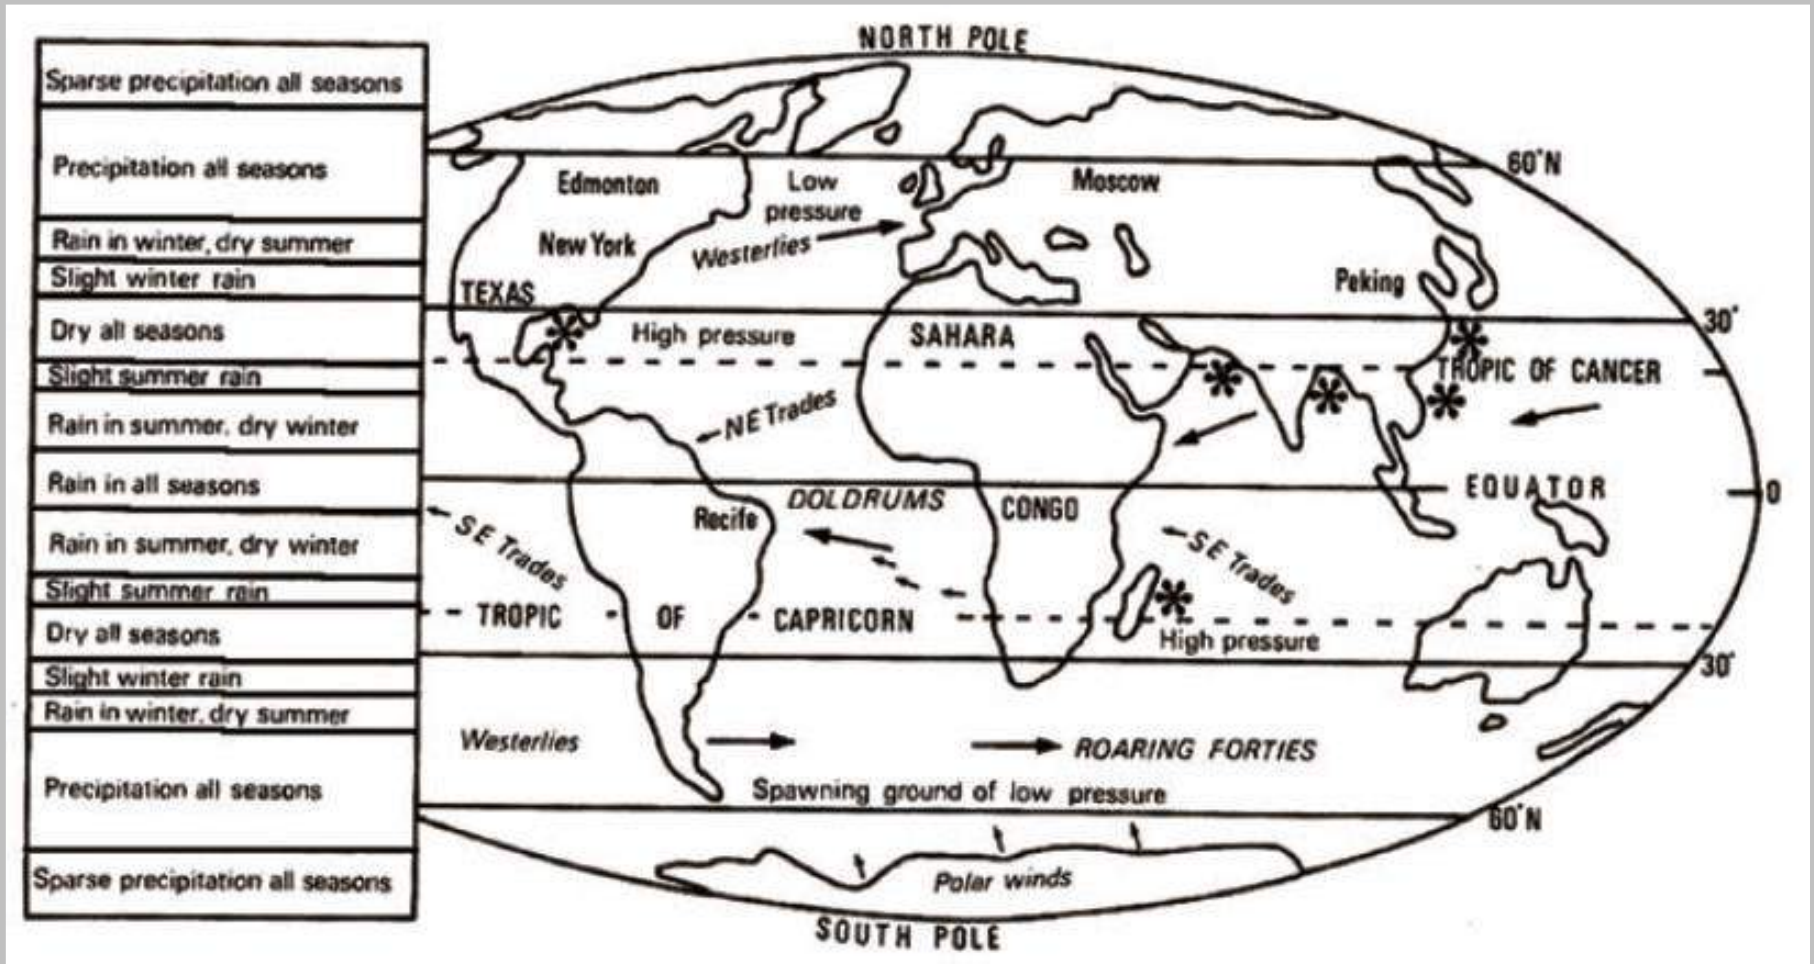 NORTH POLE
Sparse precipitation all seasons
Precipitation all seasons
Rain in winter, dry summer
Slight winter rain
Dry all seasons
Slight summer rain
Rain in summer, dry winter
Rain in all seasons
Rain in summer, dry winter
Slight summer rain
Dry all seasons
Slight winter rain
Rain in winter, dry summer
Precipitation all seasons
Sparse precipitation all seasons
60°N
Edmonton
Low
pressure
Moscow
New York
Westerlies
TEXAS
Peking
30°
High pressure
SAHARA
TROPIC OF CANCER
NE Trades
EQUATOR
0
DOLDRUMS
CONGO
Recife
SE Trades
SE Trades
TROPIC OF CAPRICORN
High pressure
30°
Westerlies
ROARING FORTIES
Spawning ground of low pressure
60°N
Polar winds
SOUTH POLE